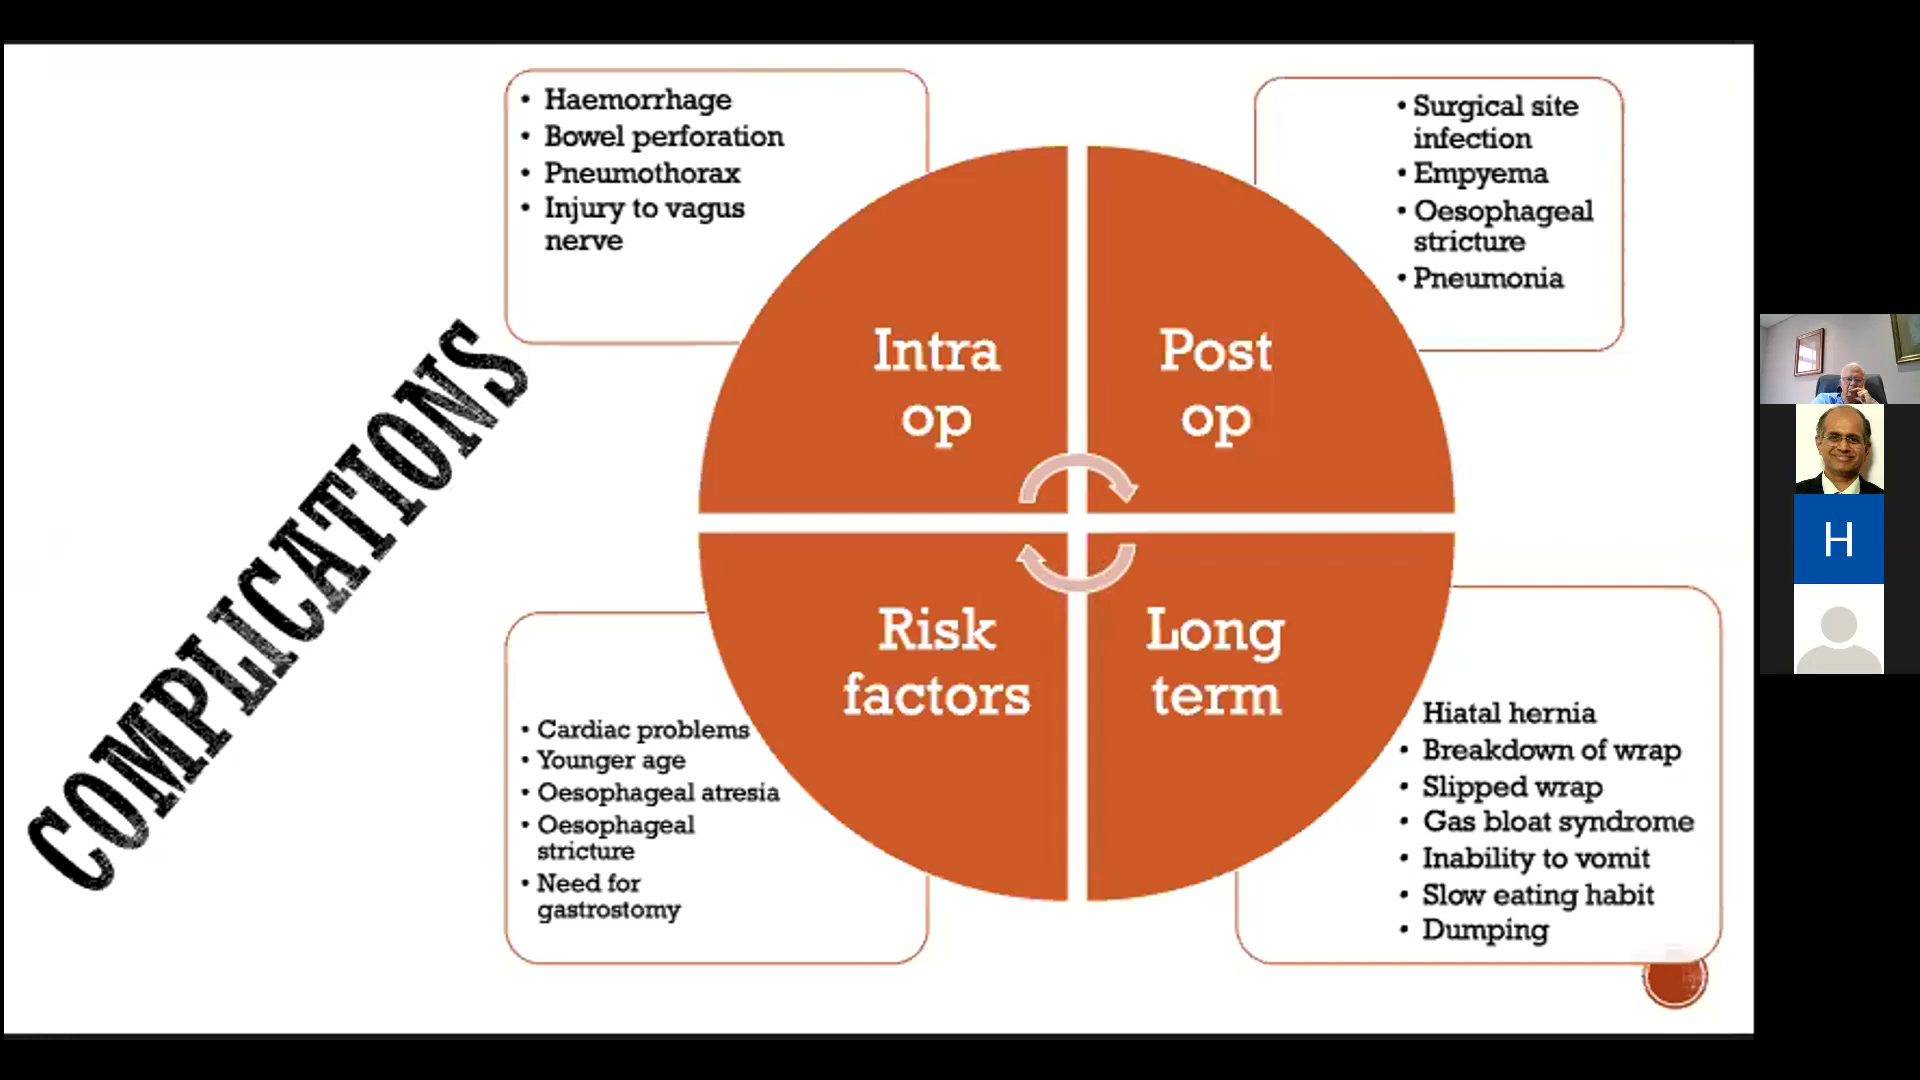 COMPLICATIONS
• Haemorrhage
• Bowel perforation
• Pneumothorax
• Injury to vagus
nerve
• Surgical site
infection
• Empyema
• Oesophageal
stricture
• Pneumonia
Intra
op
Post
op
Risk
factors
Long
term
• Cardiac problems
• Younger age
• Oesophageal atresia
• Oesophageal
stricture
• Need for
gastrostomy
Hiatal hernia
• Breakdown of wrap
• Slipped wrap
• Gas bloat syndrome
• Inability to vomit
• Slow eating habit
• Dumping
H